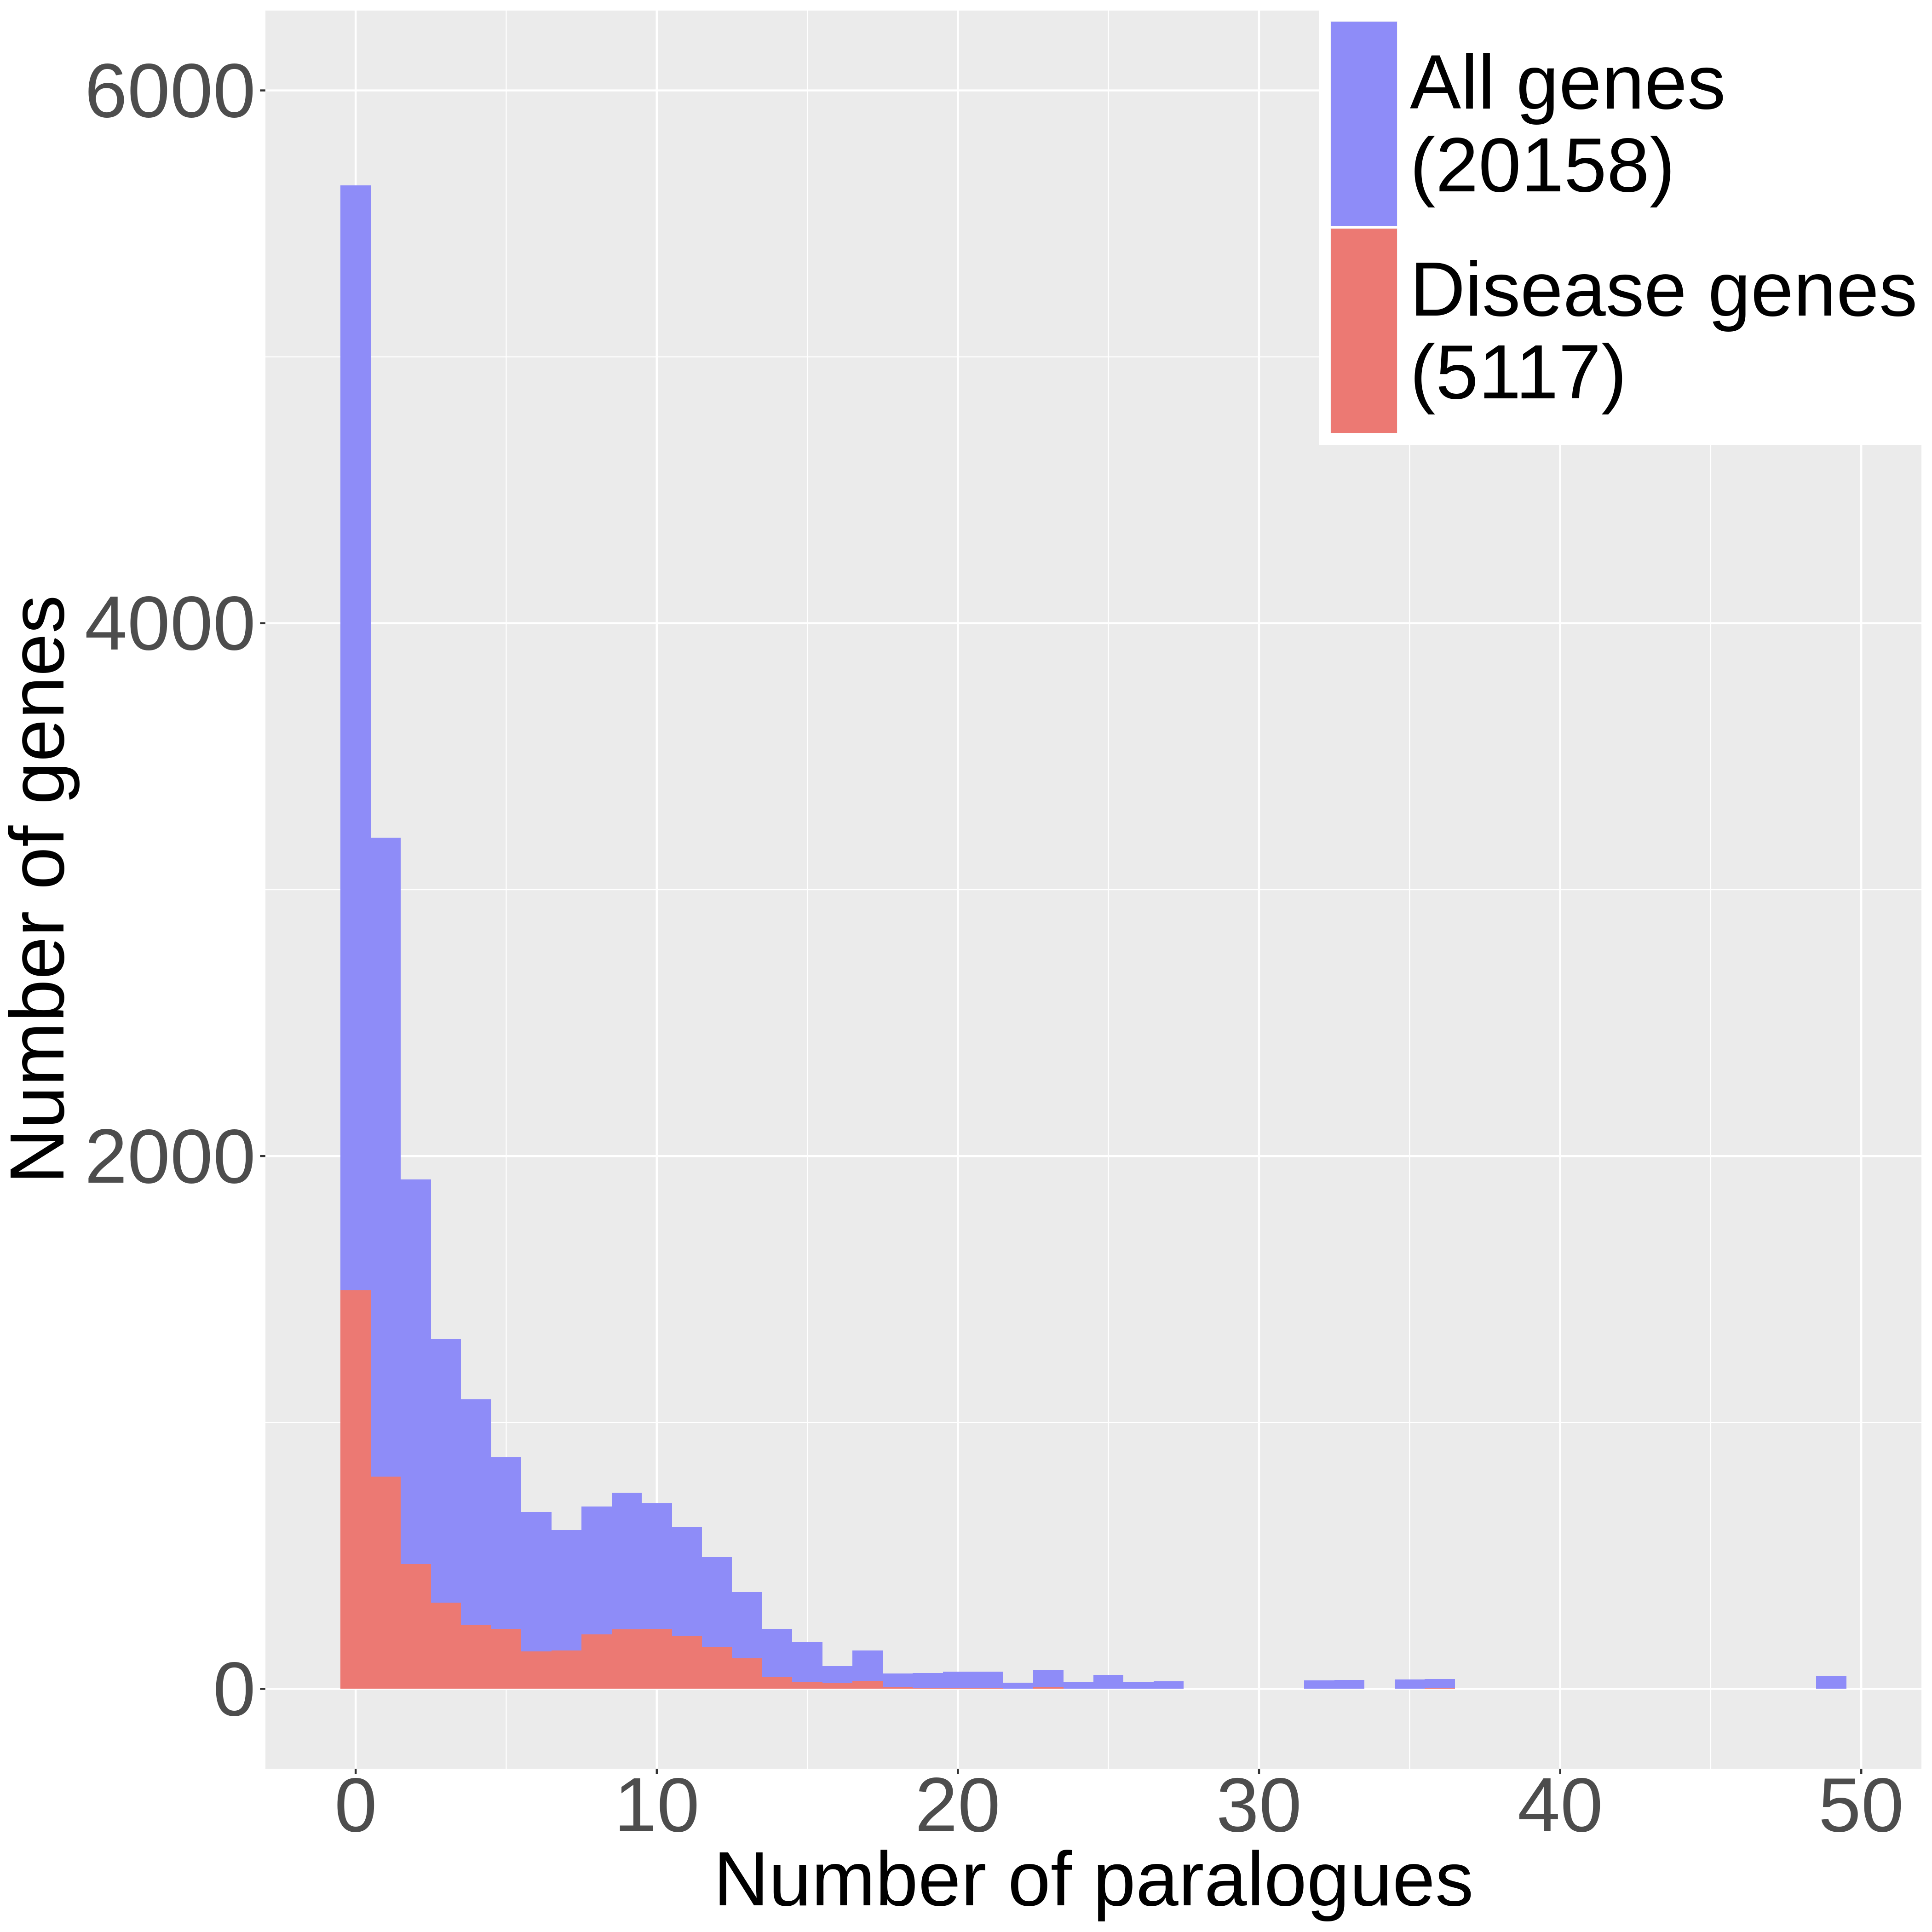 6000
4000
2000
0
Number of genes
0 10 20 30 40 50
Number of paralogues
All genes
(20158)
Disease genes
(5117)